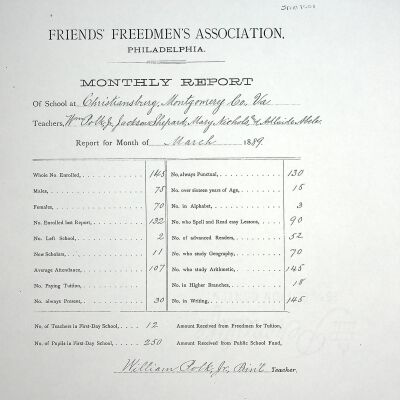 FRIENDS' FREEDMEN'S ASSOCIATION,
PHILADELPHIA.
MONTHLY REPORT
Of School at Christiansburg, Montgomery Co. Va
Teachers, Wm Polk Jr Jackson Shepard, Mary Nichols, & Adlaide
Report for Month of March 1889.
Whole No. Enrolled, 145
Males, 75
Females, 70
No. Enrolled last Report, 132
No. Left School, 2
New Scholars, 11
Average Attendance, 107
No. Paying Tuition,
No. always Present, 30
No. always Punctual, 130
No. over sixteen years of Age, 15
No. in Alphabet, 3
No. who Spell and Read easy Lessons, 90
No. of advanced Readers, 52
No. who study Geography, 70
No. who study Arithmetic, 145
No. in Higher Branches, 18
No. in Writing, 145
No. of Teachers in First-Day School, 12
No. of Pupils in First-Day School, 250
Amount Received from Freedmen for Tuition,
Amount Received from Public School Fund,
William Polk, Jr, Prin'l Teacher.